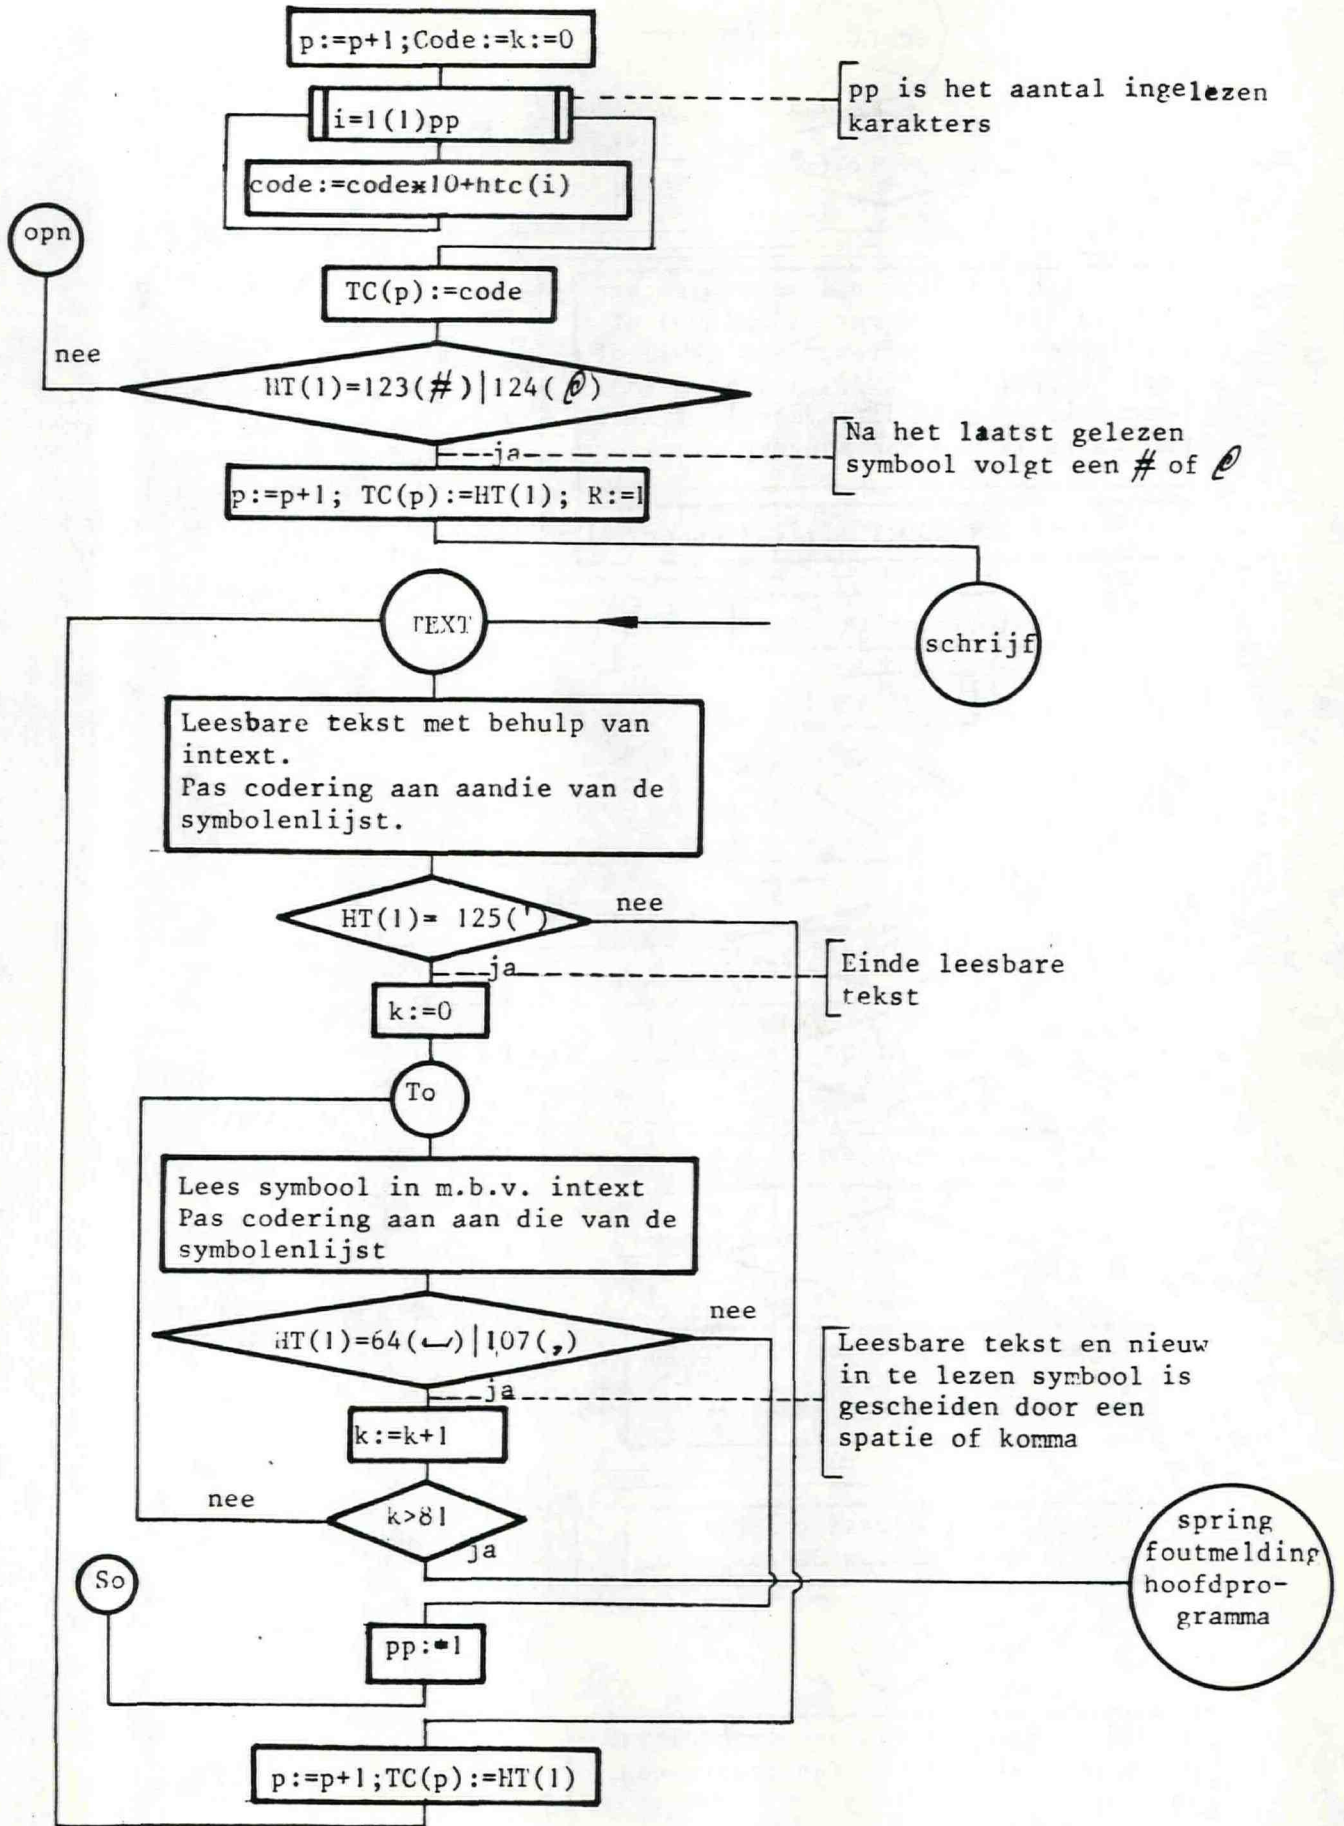 p:=p+1;Code:=k:=0
pp is het aantal ingelezen
karakters
i=1(1)pp
code:=code*10+htc(i)
opn
TC(p):=code
nee
HT(1)=123(#)|124(@)
ja
Na het laatst gelezen
symbool volgt een # of @
p:=p+1; TC(p):=HT(1); R:=1
TEXT
schrijf
Leesbare tekst met behulp van
intext.
Pas codering aan aandie van de
symbolenlijst.
HT(1)= 125(')
nee
ja
Einde leesbare
tekst
k:=0
To
Lees symbool in m.b.v. intext
Pas codering aan aan die van de
symbolenlijst
nee
HT(1)=64(⌴)|107(,)
ja
Leesbare tekst en nieuw
in te lezen symbool is
gescheiden door een
spatie of komma
k:=k+1
nee
k>81
ja
spring
foutmelding
hoofdpro-
gramma
So
pp:=1
p:=p+1;TC(p):=HT(1)